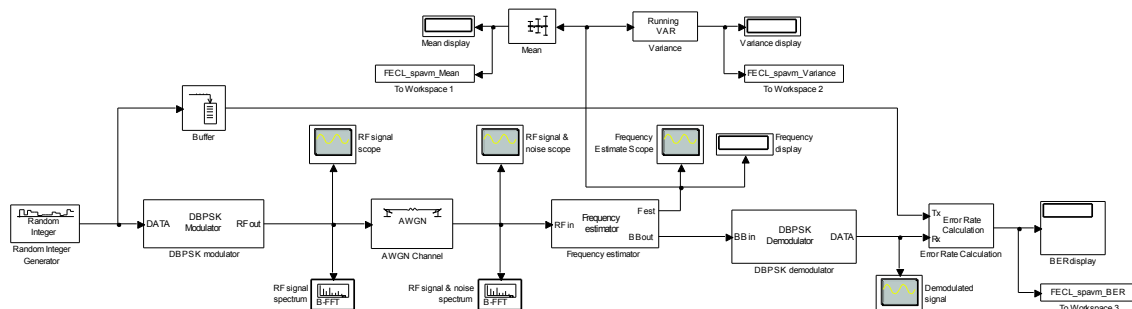 Mean display
Mean
Running
VAR
Variance
Variance display
FECL_spavm_Mean
To Workspace 1
FECL_spavm_Variance
To Workspace 2
Buffer
RF signal
scope
RF signal &
noise scope
Frequency
Estimate Scope
Frequency
display
Random
Integer
Random Integer
Generator
DATA
DBPSK
Modulator
RF out
DBPSK modulator
AWGN
AWGN Channel
RF in
Frequency
estimator
Fest
BB out
Frequency estimator
BB in
DBPSK
Demodulator
DATA
DBPSK demodulator
Tx
Rx
Error Rate
Calculation
Error Rate Calculation
BER display
RF signal
spectrum
B-FFT
RF signal & noise
spectrum
B-FFT
Demodulated
signal
FECL_spavm_BER
To Workspace 3